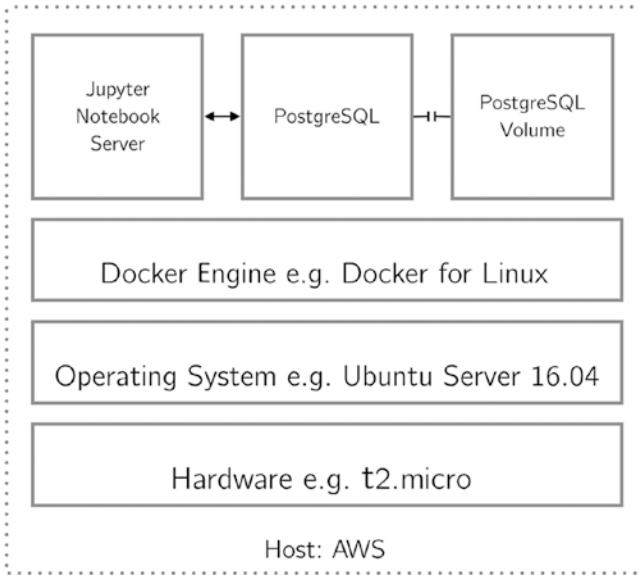 Jupyter
Notebook
Server
PostgreSQL
PostgreSQL
Volume
Docker Engine e.g. Docker for Linux
Operating System e.g. Ubuntu Server 16.04
Hardware e.g. t2.micro
Host: AWS